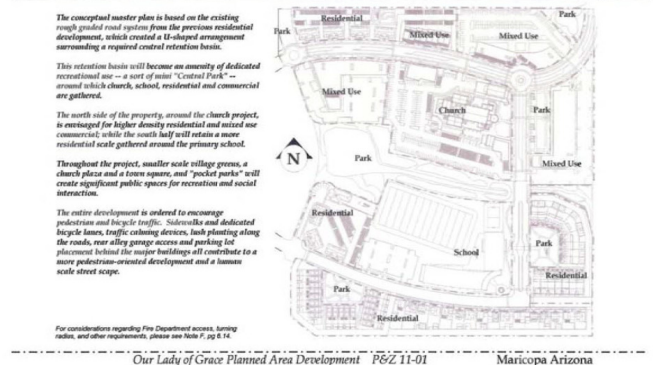 The conceptual master plan is based on the existing
rough graded road system from the previous residential
development, which created a U-shaped arrangement
surrounding a required central retention basin.
This retention basin will become an amenity of dedicated
recreational use -- a sort of mini "Central Park" --
around which church, school, residential and commercial
are gathered.
The north side of the property, around the church project,
is envisaged for higher density residential and mixed use
commercial; while the south half will retain a more
residential scale gathered around the primary school.
Throughout the project, smaller scale village greens, a
church plaza and a town square, and "pocket parks" will
create significant public spaces for recreation and social
interaction.
The entire development is ordered to encourage
pedestrian and bicycle traffic. Sidewalks and dedicated
bicycle lanes, traffic calming devices, lush planting along
the roads, rear alley garage access and parking lot
placement behind the major buildings all contribute to a
more pedestrian-oriented development and a human
scale street scape.
For considerations regarding Fire Department access, turning
radius, and other requirements, please see Note F, pg 6.14.
Park
Residential
Park
Mixed Use
Mixed Use
Mixed Use
Church
Park
N
Park
Mixed Use
Residential
School
Park
Residential
Park
Residential
Our Lady of Grace Planned Area Development P&Z 11-01
Maricopa Arizona